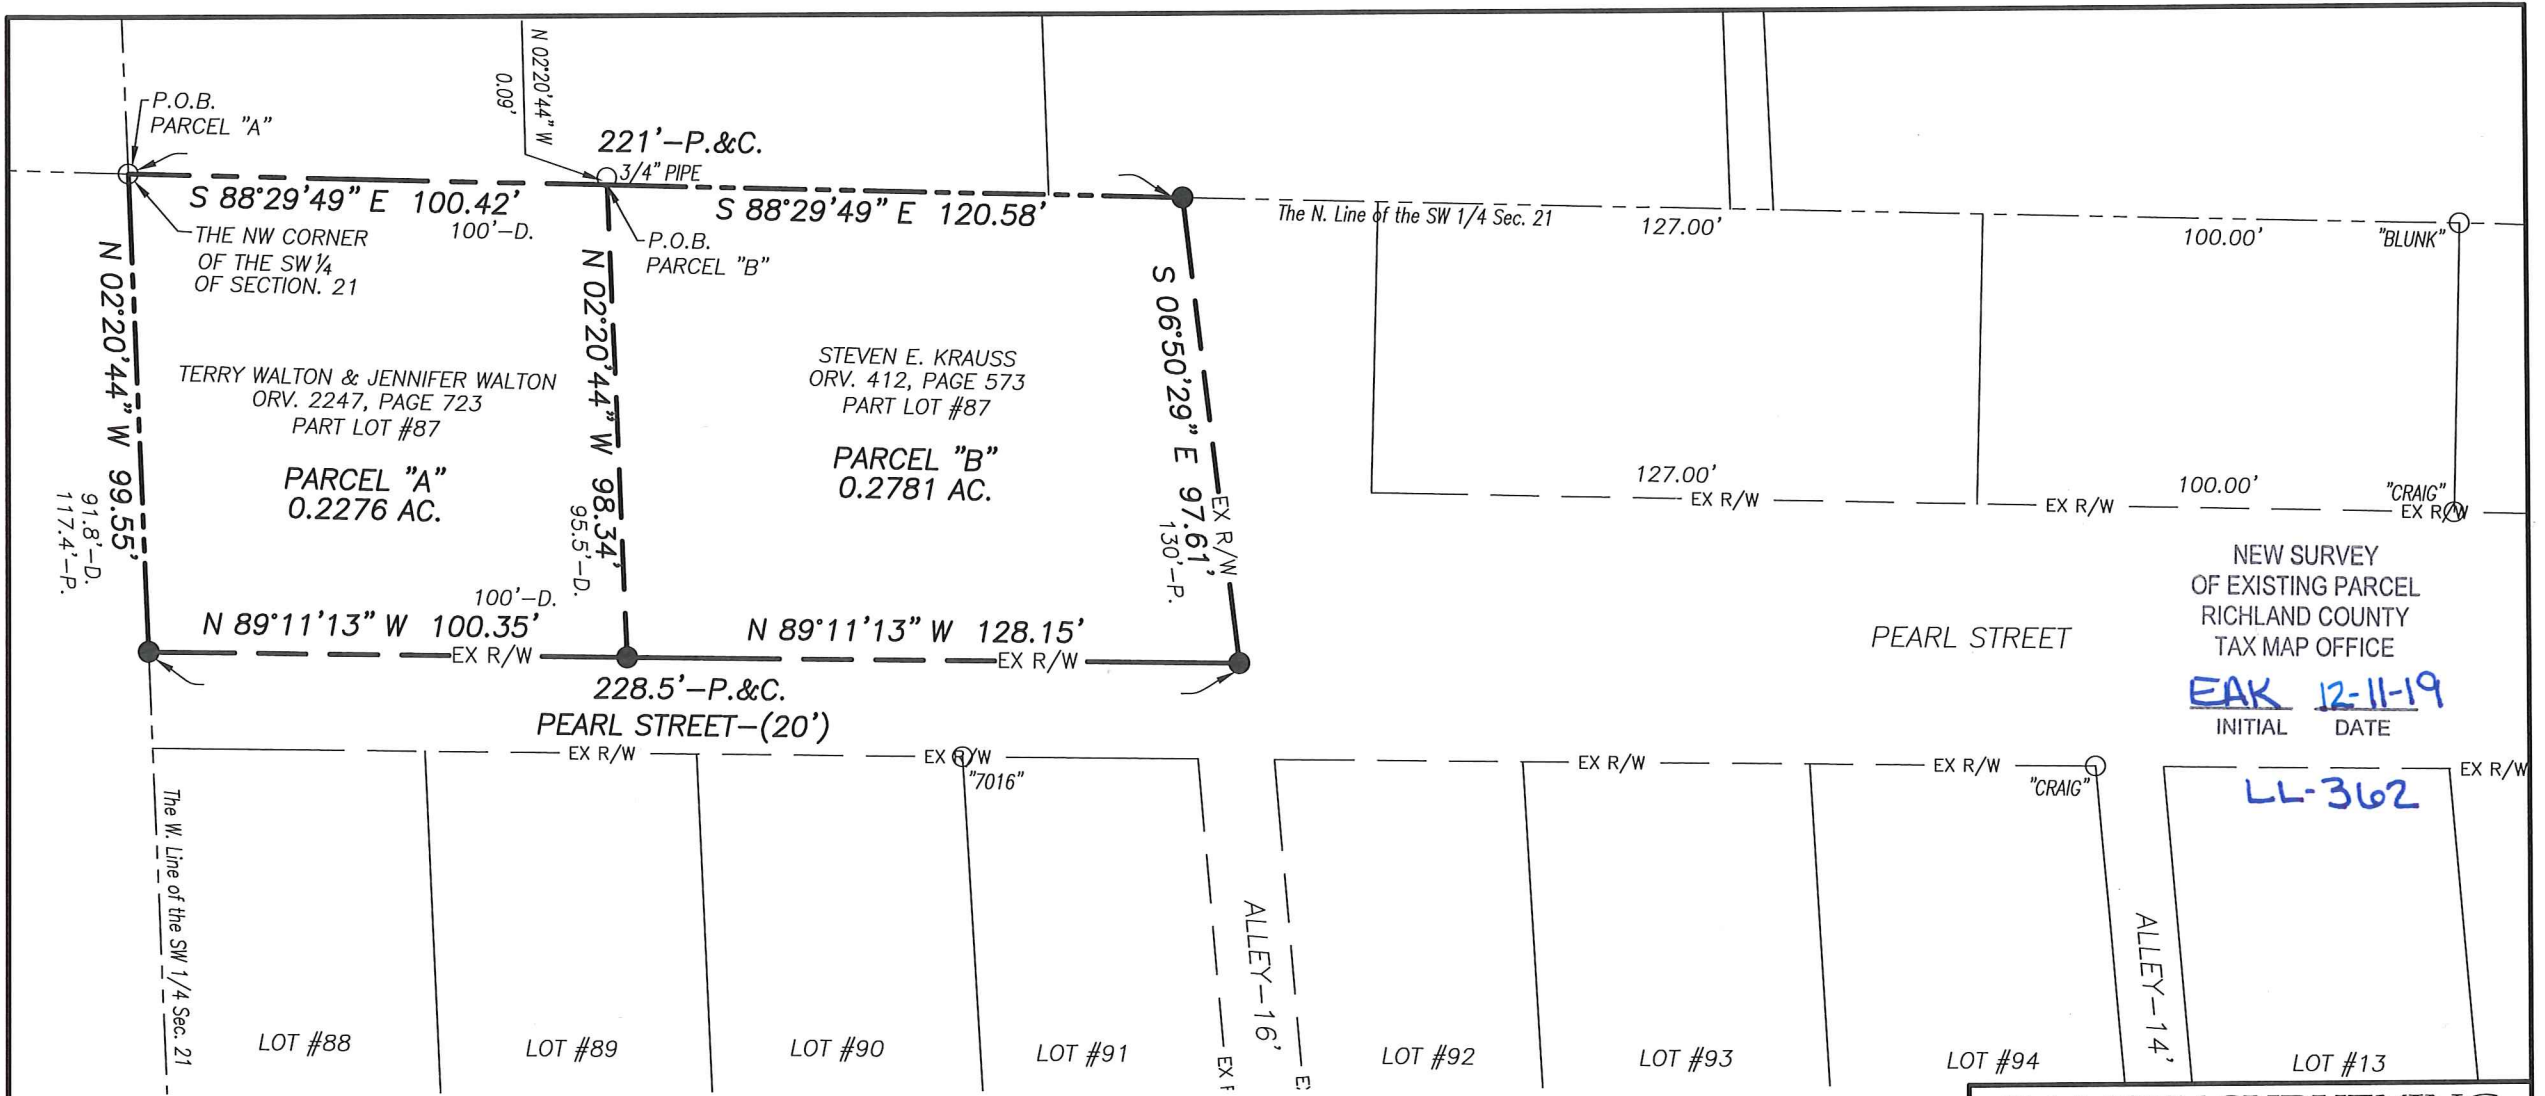 N 02°20'44" W
0.09'
P.O.B.
PARCEL "A"
221'-P.&C.
3/4" PIPE
S 88°29'49" E 100.42'
100'-D.
S 88°29'49" E 120.58'
The N. Line of the SW 1/4 Sec. 21
127.00'
100.00'
"BLUNK"
THE NW CORNER
OF THE SW 1/4
OF SECTION. 21
P.O.B.
PARCEL "B"
N 02°20'44" W 99.55'
91.8'-D.
117.4'-P.
N 02°20'44" W 98.34'
95.5'-D.
S 06°50'29" E 97.61'
130'-P.
EX R/W
TERRY WALTON & JENNIFER WALTON
ORV. 2247, PAGE 723
PART LOT #87
PARCEL "A"
0.2276 AC.
STEVEN E. KRAUSS
ORV. 412, PAGE 573
PART LOT #87
PARCEL "B"
0.2781 AC.
127.00'
EX R/W
100.00'
EX R/W
"CRAIG"
EX R/W
NEW SURVEY
OF EXISTING PARCEL
RICHLAND COUNTY
TAX MAP OFFICE
EAK 12-11-19
INITIAL DATE
LL-362
100'-D.
N 89°11'13" W 100.35'
EX R/W
N 89°11'13" W 128.15'
EX R/W
PEARL STREET
228.5'-P.&C.
PEARL STREET-(20')
EX R/W
EX R/W
"7016"
EX R/W
EX R/W
"CRAIG"
EX R/W
The W. Line of the SW 1/4 Sec. 21
ALLEY-16'
ALLEY-14'
LOT #88
LOT #89
LOT #90
LOT #91
LOT #92
LOT #93
LOT #94
LOT #13
EX